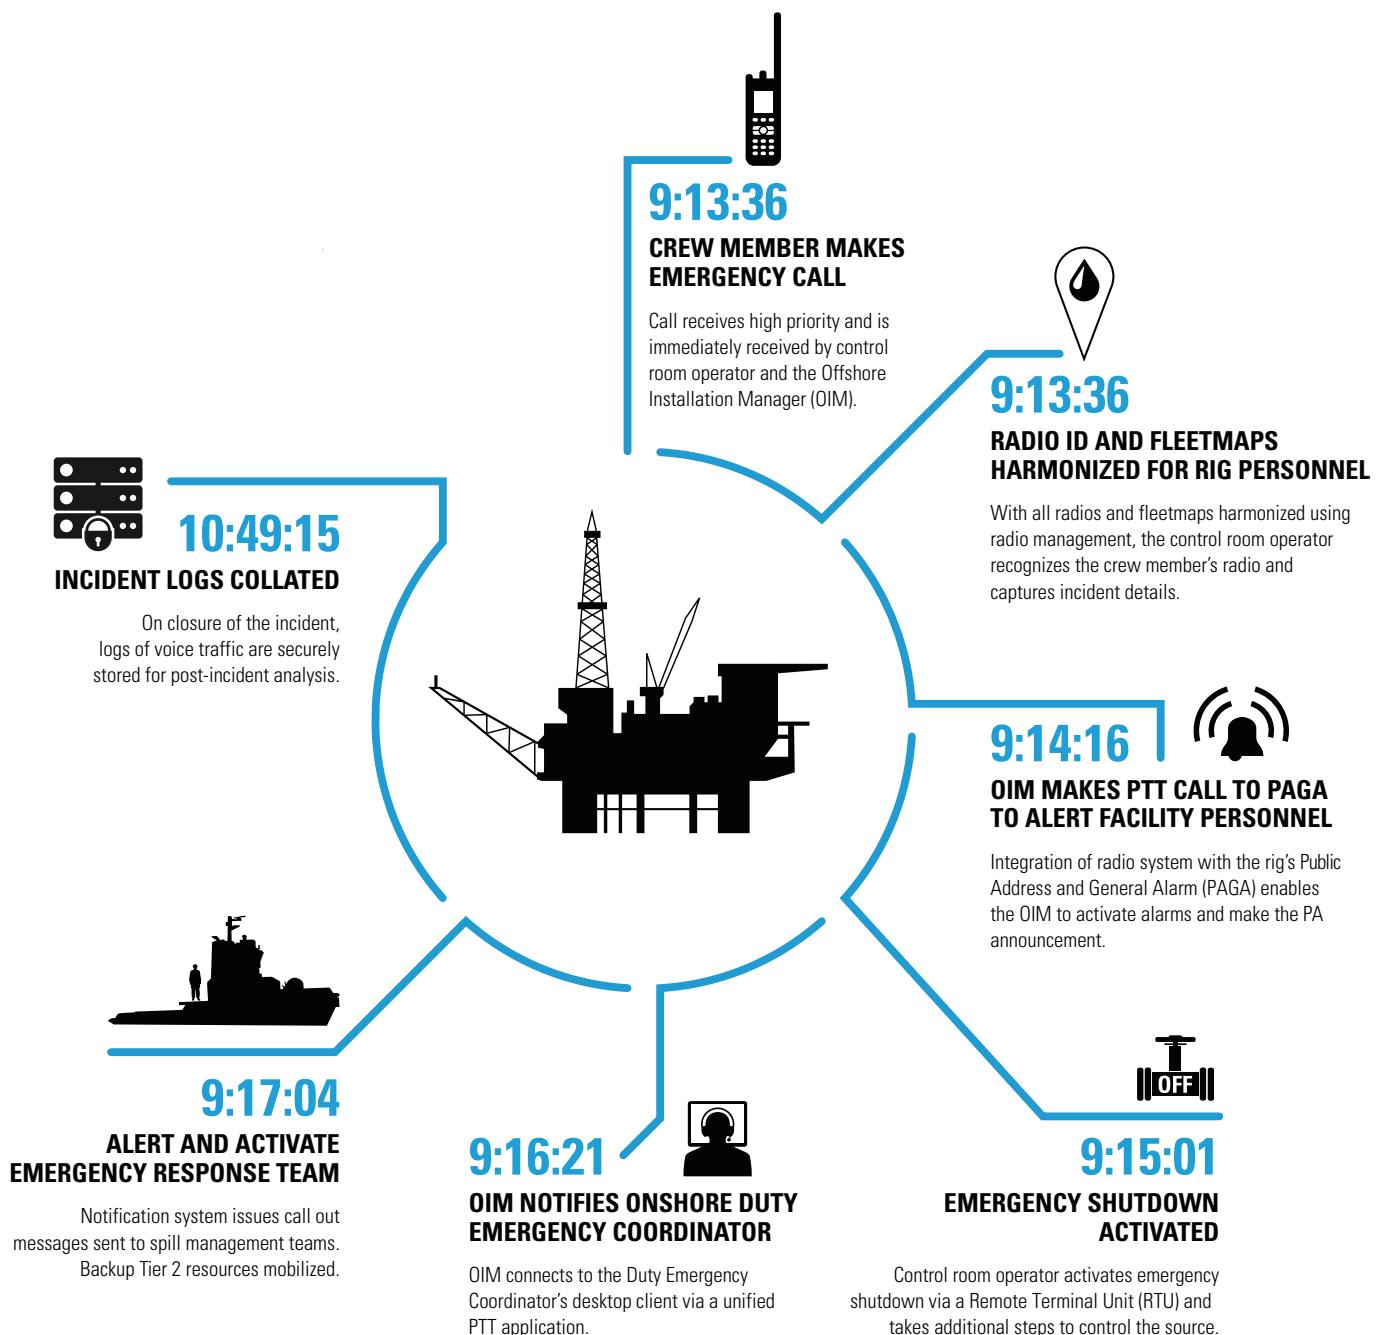 9:13:36
CREW MEMBER MAKES
EMERGENCY CALL
Call receives high priority and is
immediately received by control
room operator and the Offshore
Installation Manager (OIM).
9:13:36
RADIO ID AND FLEETMAPS
HARMONIZED FOR RIG PERSONNEL
With all radios and fleetmaps harmonized using
radio management, the control room operator
recognizes the crew member's radio and
captures incident details.
9:14:16
OIM MAKES PTT CALL TO PAGA
TO ALERT FACILITY PERSONNEL
Integration of radio system with the rig's Public
Address and General Alarm (PAGA) enables
the OIM to activate alarms and make the PA
announcement.
OFF
9:15:01
EMERGENCY SHUTDOWN
ACTIVATED
Control room operator activates emergency
shutdown via a Remote Terminal Unit (RTU) and
takes additional steps to control the source.
9:16:21
OIM NOTIFIES ONSHORE DUTY
EMERGENCY COORDINATOR
OIM connects to the Duty Emergency
Coordinator's desktop client via a unified
PTT application.
9:17:04
ALERT AND ACTIVATE
EMERGENCY RESPONSE TEAM
Notification system issues call out
messages sent to spill management teams.
Backup Tier 2 resources mobilized.
10:49:15
INCIDENT LOGS COLLATED
On closure of the incident,
logs of voice traffic are securely
stored for post-incident analysis.